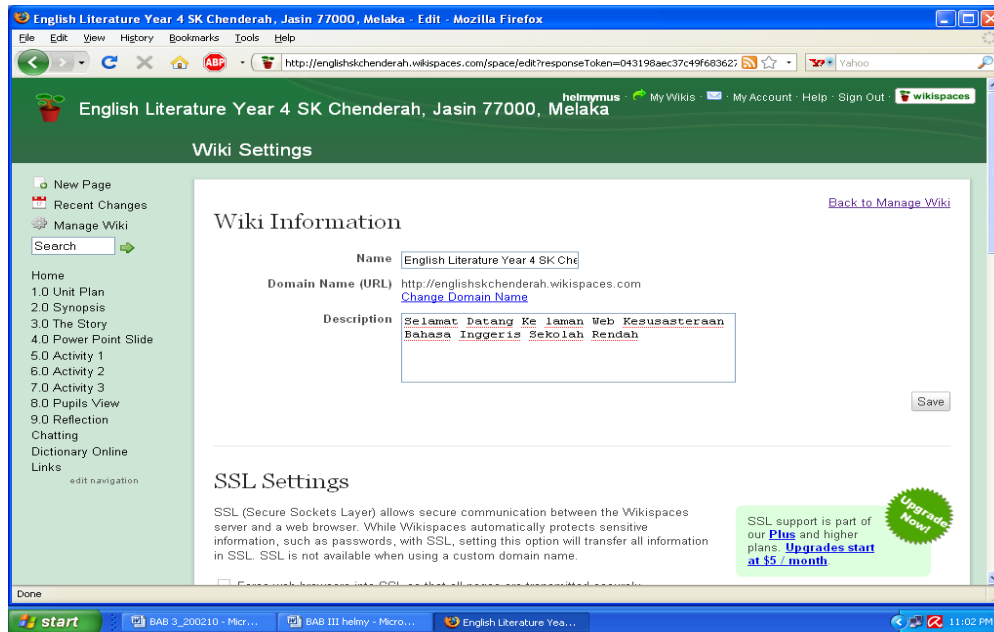 English Literature Year 4 SK Chenderah, Jasin 77000, Melaka - Edit - Mozilla Firefox
File Edit View History Bookmarks Tools Help
ABP http://englishskchenderah.wikispaces.com/space/edit?responseToken=043198aec37c49f683627 Yahoo
helmymus · My Wikis · My Account · Help · Sign Out · wikispaces
English Literature Year 4 SK Chenderah, Jasin 77000, Melaka
Wiki Settings
New Page
Recent Changes
Manage Wiki
Search
Home
1.0 Unit Plan
2.0 Synopsis
3.0 The Story
4.0 Power Point Slide
5.0 Activity 1
6.0 Activity 2
7.0 Activity 3
8.0 Pupils View
9.0 Reflection
Chatting
Dictionary Online
Links
edit navigation
Back to Manage Wiki
Wiki Information
Name English Literature Year 4 SK Che
Domain Name (URL) http://englishskchenderah.wikispaces.com
Change Domain Name
Description Selamat Datang Ke laman Web Kesusasteraan
Bahasa Inggeris Sekolah Rendah
Save
SSL Settings
SSL (Secure Sockets Layer) allows secure communication between the Wikispaces
server and a web browser. While Wikispaces automatically protects sensitive
information, such as passwords, with SSL, setting this option will transfer all information
in SSL. SSL is not available when using a custom domain name.
Upgrade
Now!
SSL support is part of
our Plus and higher
plans. Upgrades start
at $5 / month.
Done
start BAB 3_200210 - Micr... BAB III helmy - Micro... English Literature Yea... 11:02 PM